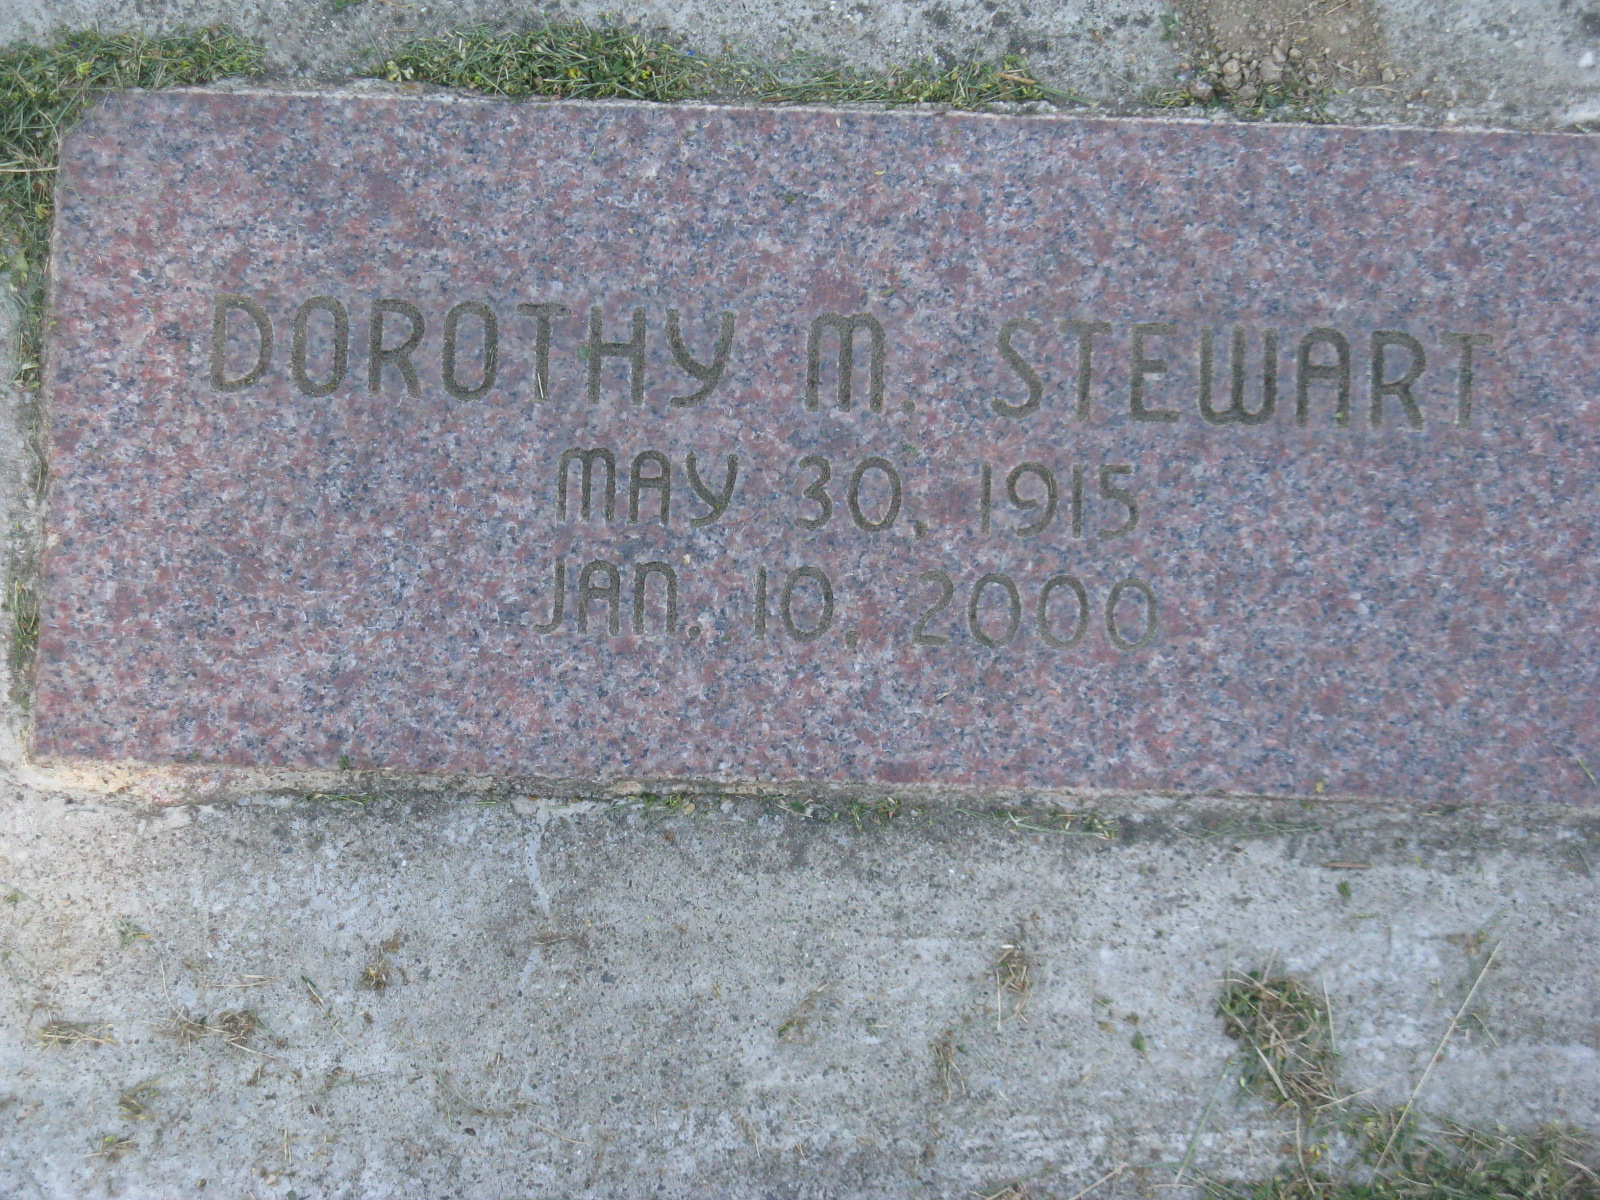 DOROTHY M. STEWART
MAY 30, 1915
JAN. 10, 2000